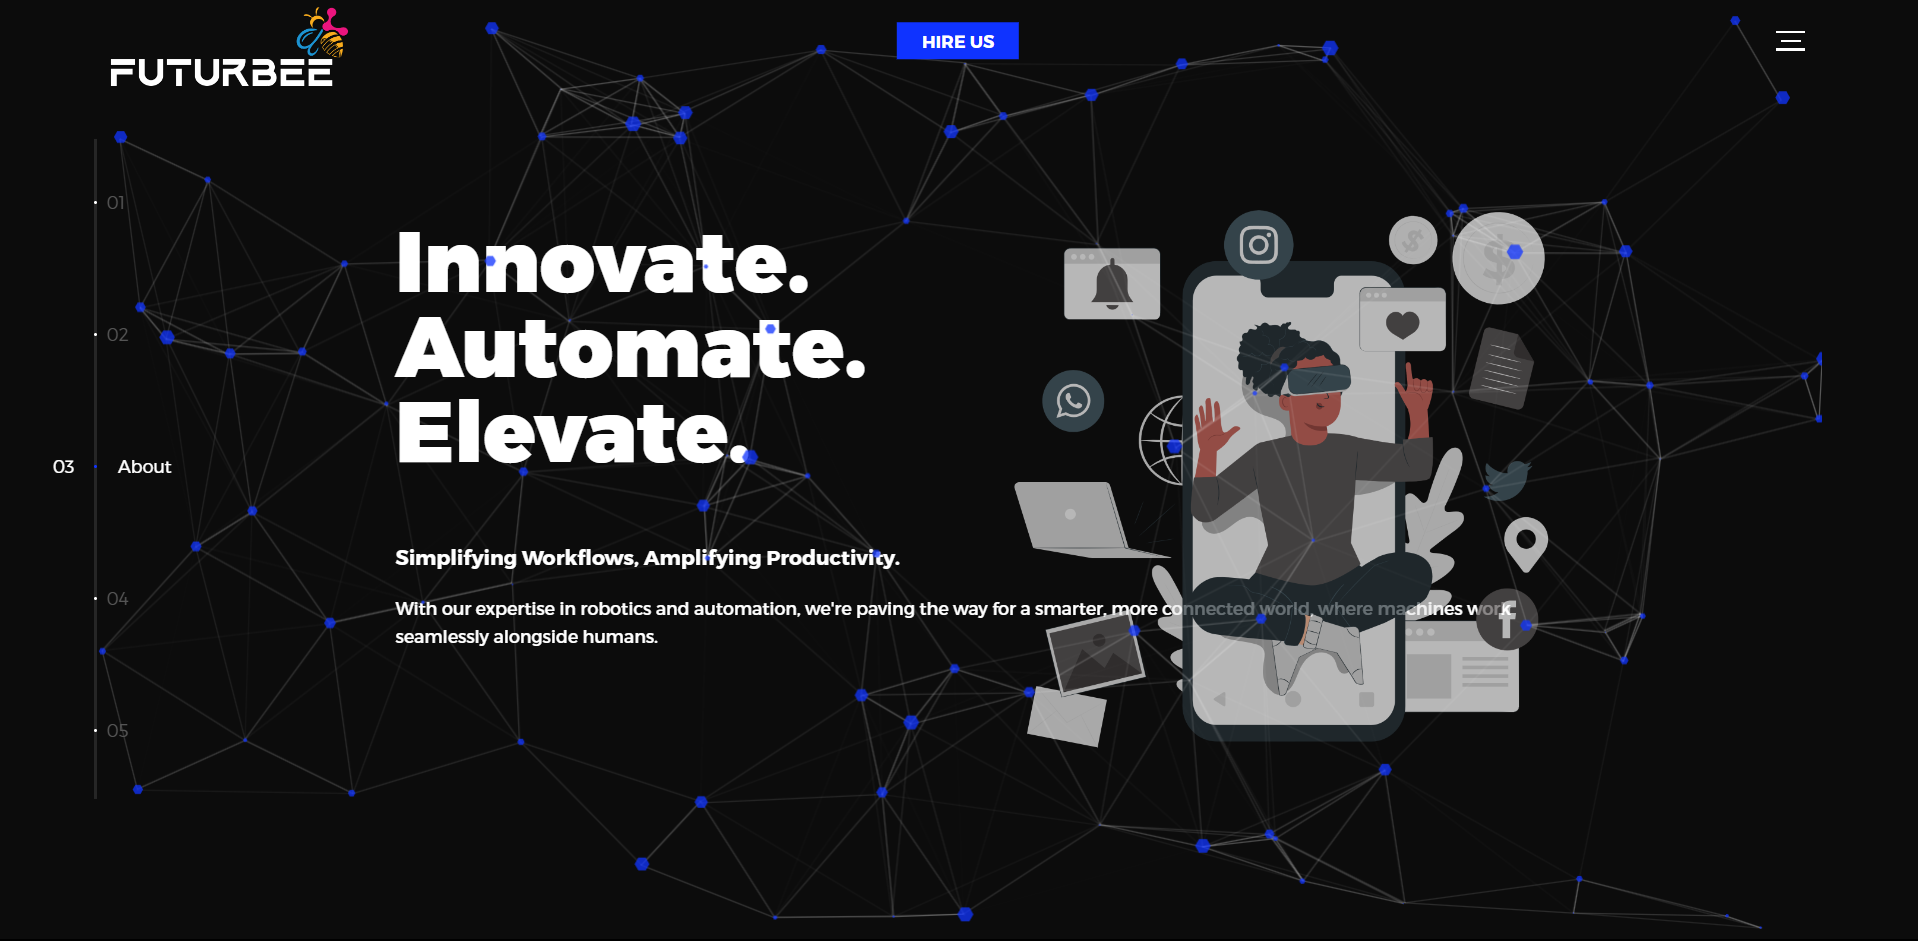 FUTURBEE
HIRE US
01
02
03 About
04
05
Innovate.
Automate.
Elevate.
Simplifying Workflows, Amplifying Productivity.
With our expertise in robotics and automation, we're paving the way for a smarter, more connected world, where machines work
seamlessly alongside humans.
$
$
f